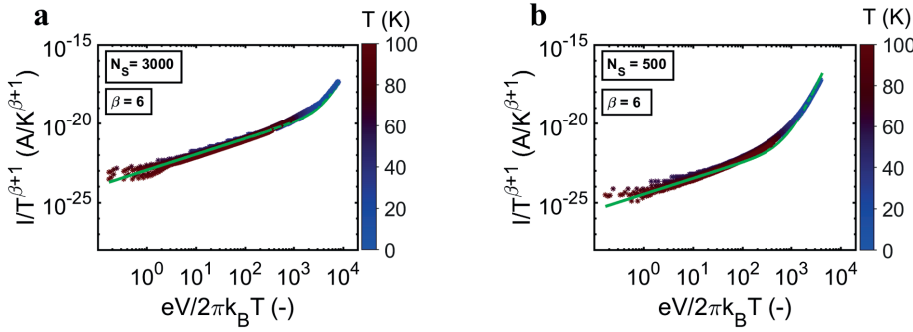 a
T (K)
I/T^{β+1} (A/K^{β+1})
10^{-15}
10^{-20}
10^{-25}
N_S = 3000
β = 6
10^0 10^1 10^2 10^3 10^4
eV/2πk_BT (-)
100
80
60
40
20
0
b
T (K)
I/T^{β+1} (A/K^{β+1})
10^{-15}
10^{-20}
10^{-25}
N_S = 500
β = 6
10^0 10^1 10^2 10^3 10^4
eV/2πk_BT (-)
100
80
60
40
20
0